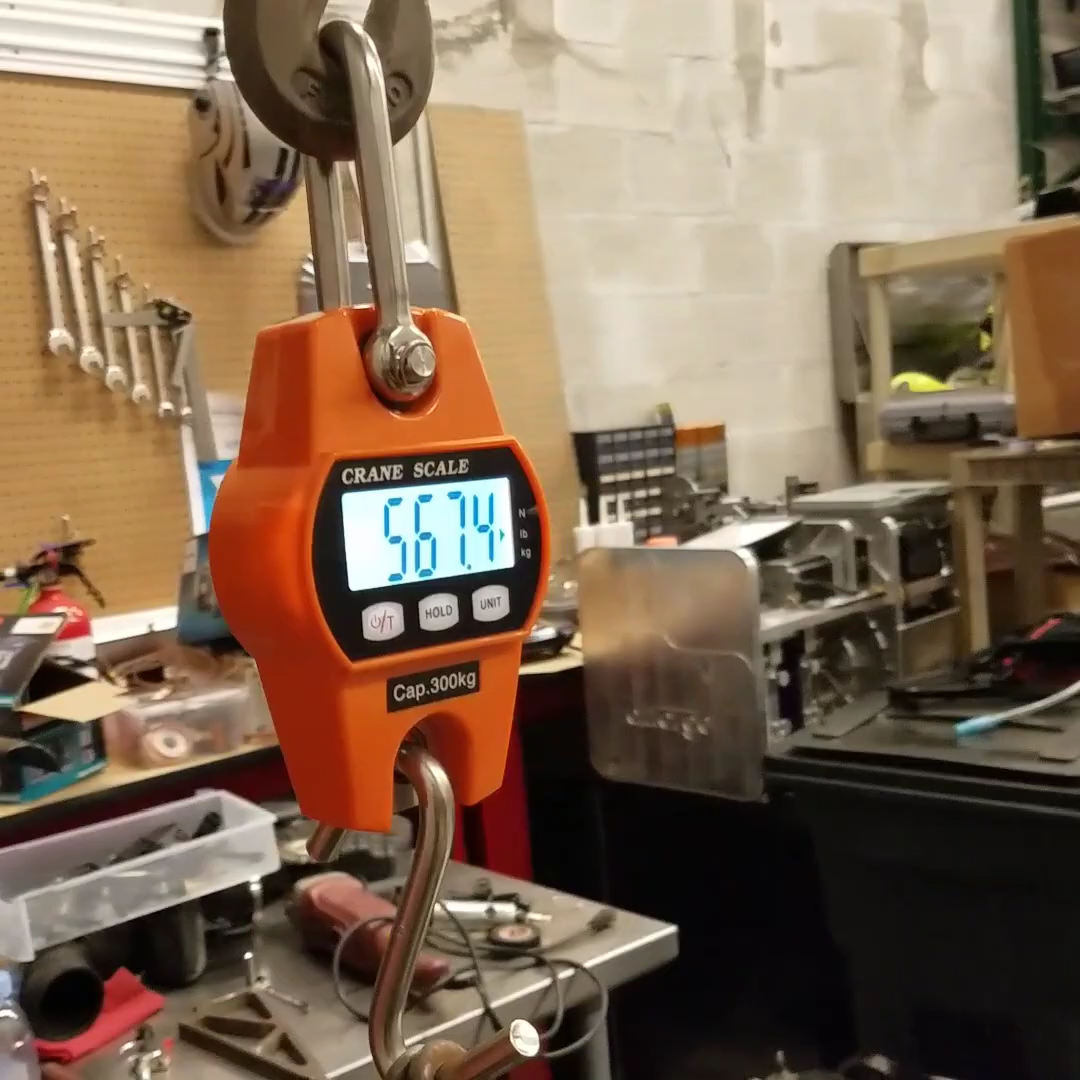 CRANE SCALE
567.4
N
lb
kg
⏻/T
HOLD
UNIT
Cap.300kg